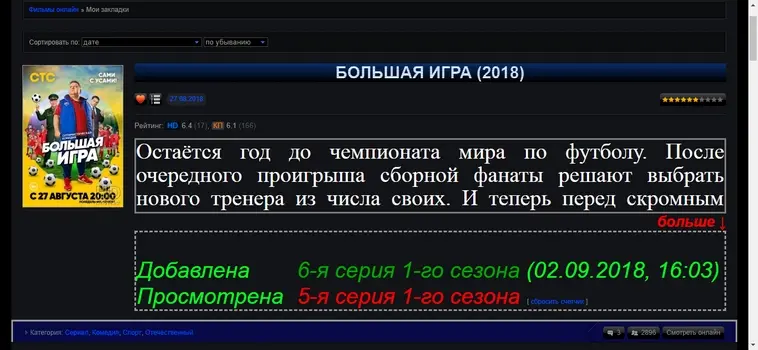 Фильмы онлайн » Мои закладки
Сортировать по: дате по убыванию
СТС
САМИ С УСАМИ!
БОЛЬШАЯ ИГРА
С 27 АВГУСТА 20:00
БОЛЬШАЯ ИГРА (2018)
27.08.2018
Рейтинг: HD 6.4 (17), КП 6.1 (166)
Остаётся год до чемпионата мира по футболу. После
очередного проигрыша сборной фанаты решают выбрать
нового тренера из числа своих. И теперь перед скромным
больше ↓
Добавлена 6-я серия 1-го сезона (02.09.2018, 16:03)
Просмотрена 5-я серия 1-го сезона [ сбросить счетчик ]
Категория: Сериал, Комедия, Спорт, Отечественный 3 2896 Смотреть онлайн